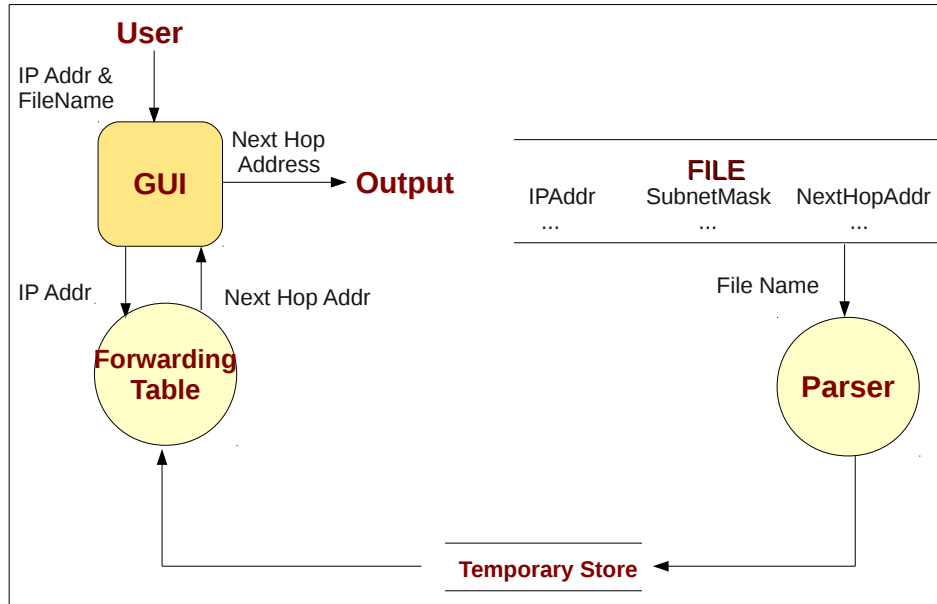 User
IP Addr &
FileName
Next Hop
Address
GUI
Output
FILE
IPAddr SubnetMask NextHopAddr
... ... ...
IP Addr
Next Hop Addr
File Name
Forwarding
Table
Parser
Temporary Store